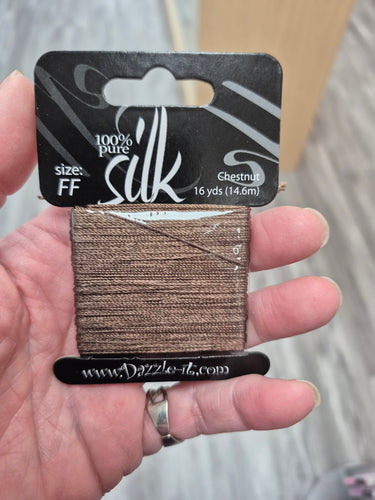 100%
pure
silk
size:
FF
Chestnut
16 yds (14.6m)
www.Dazzle-it.com